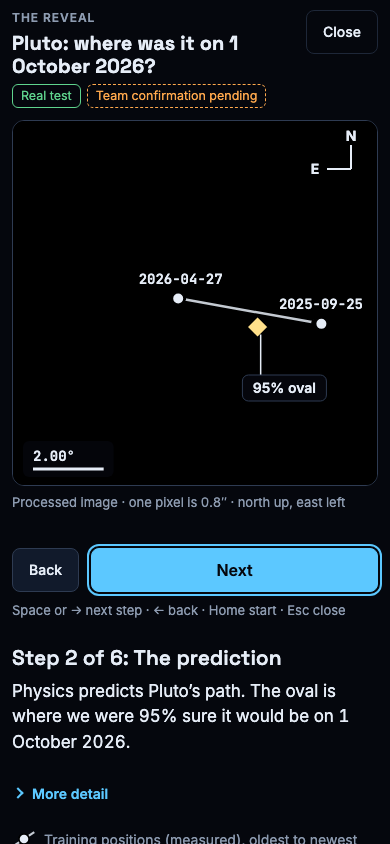 THE REVEAL
Pluto: where was it on 1
October 2026?
Close
Real test
Team confirmation pending
N
E
2026-04-27
2025-09-25
95% oval
2.00°
Processed image · one pixel is 0.8″ · north up, east left
Back
Next
Space or → next step · ← back · Home start · Esc close
Step 2 of 6: The prediction
Physics predicts Pluto’s path. The oval is
where we were 95% sure it would be on 1
October 2026.
More detail
Training positions (measured), oldest to newest